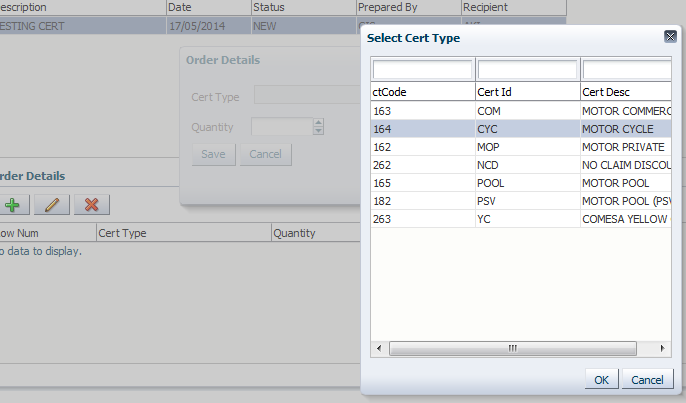 escription Date Status Prepared By Recipient
ESTING CERT 17/05/2014 NEW
Select Cert Type
Order Details
Cert Type
Quantity
Save Cancel
ctCode Cert Id Cert Desc
163 COM MOTOR COMMERC
164 CYC MOTOR CYCLE
162 MOP MOTOR PRIVATE
262 NCD NO CLAIM DISCOU
165 POOL MOTOR POOL
182 PSV MOTOR POOL (PSV
263 YC COMESA YELLOW
rder Details
ow Num Cert Type Quantity
o data to display.
OK Cancel